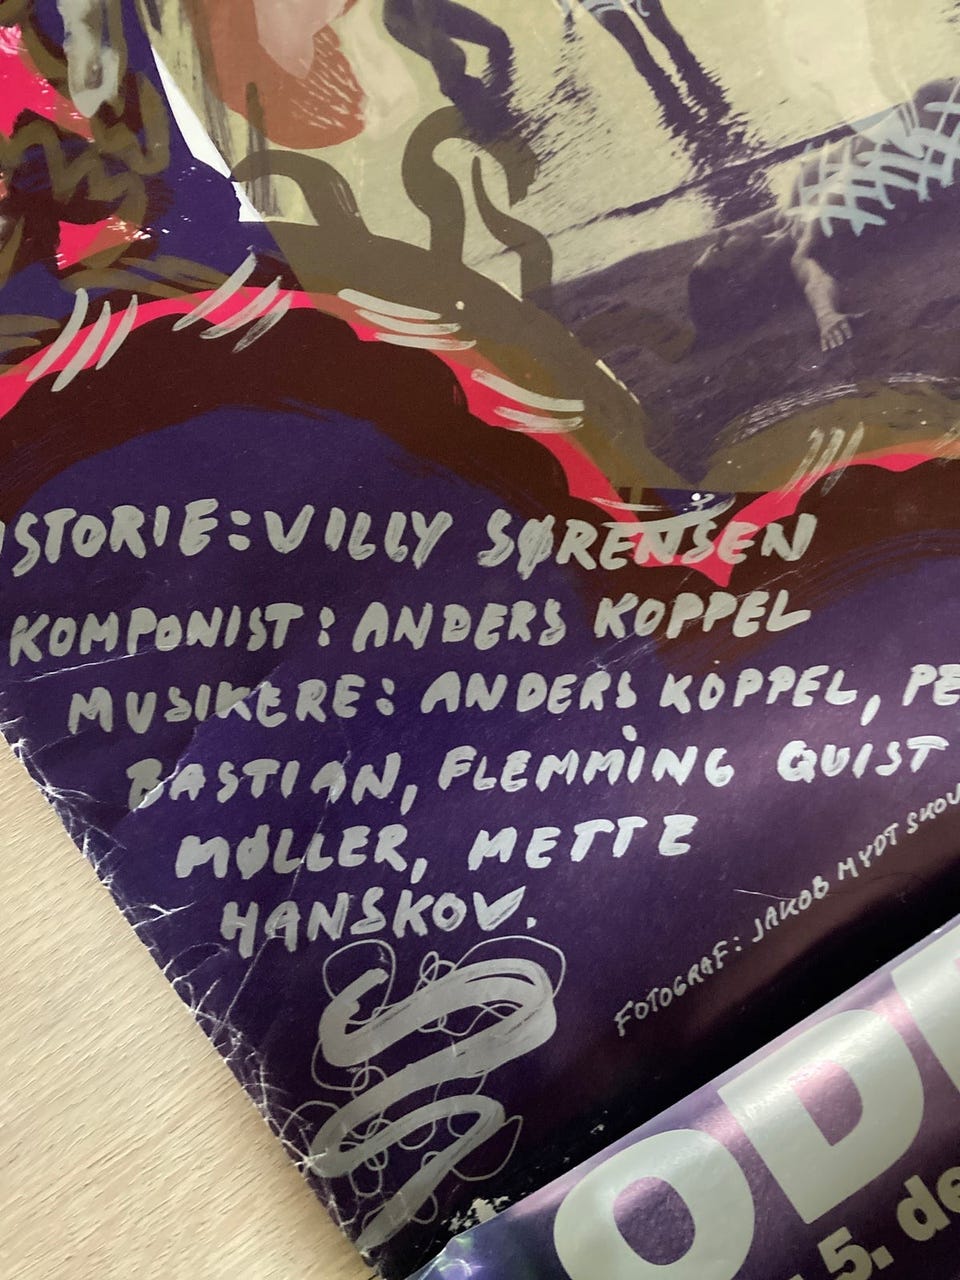 ISTORIE: VILLY SØRENSEN
KOMPONIST: ANDERS KOPPEL
MUSIKERE: ANDERS KOPPEL, PE
BASTIAN, FLEMMING QUIST
MØLLER, METTE
HANSKOV.
FOTOGRAF: JAKOB MYDT SKOU
OD
5. de